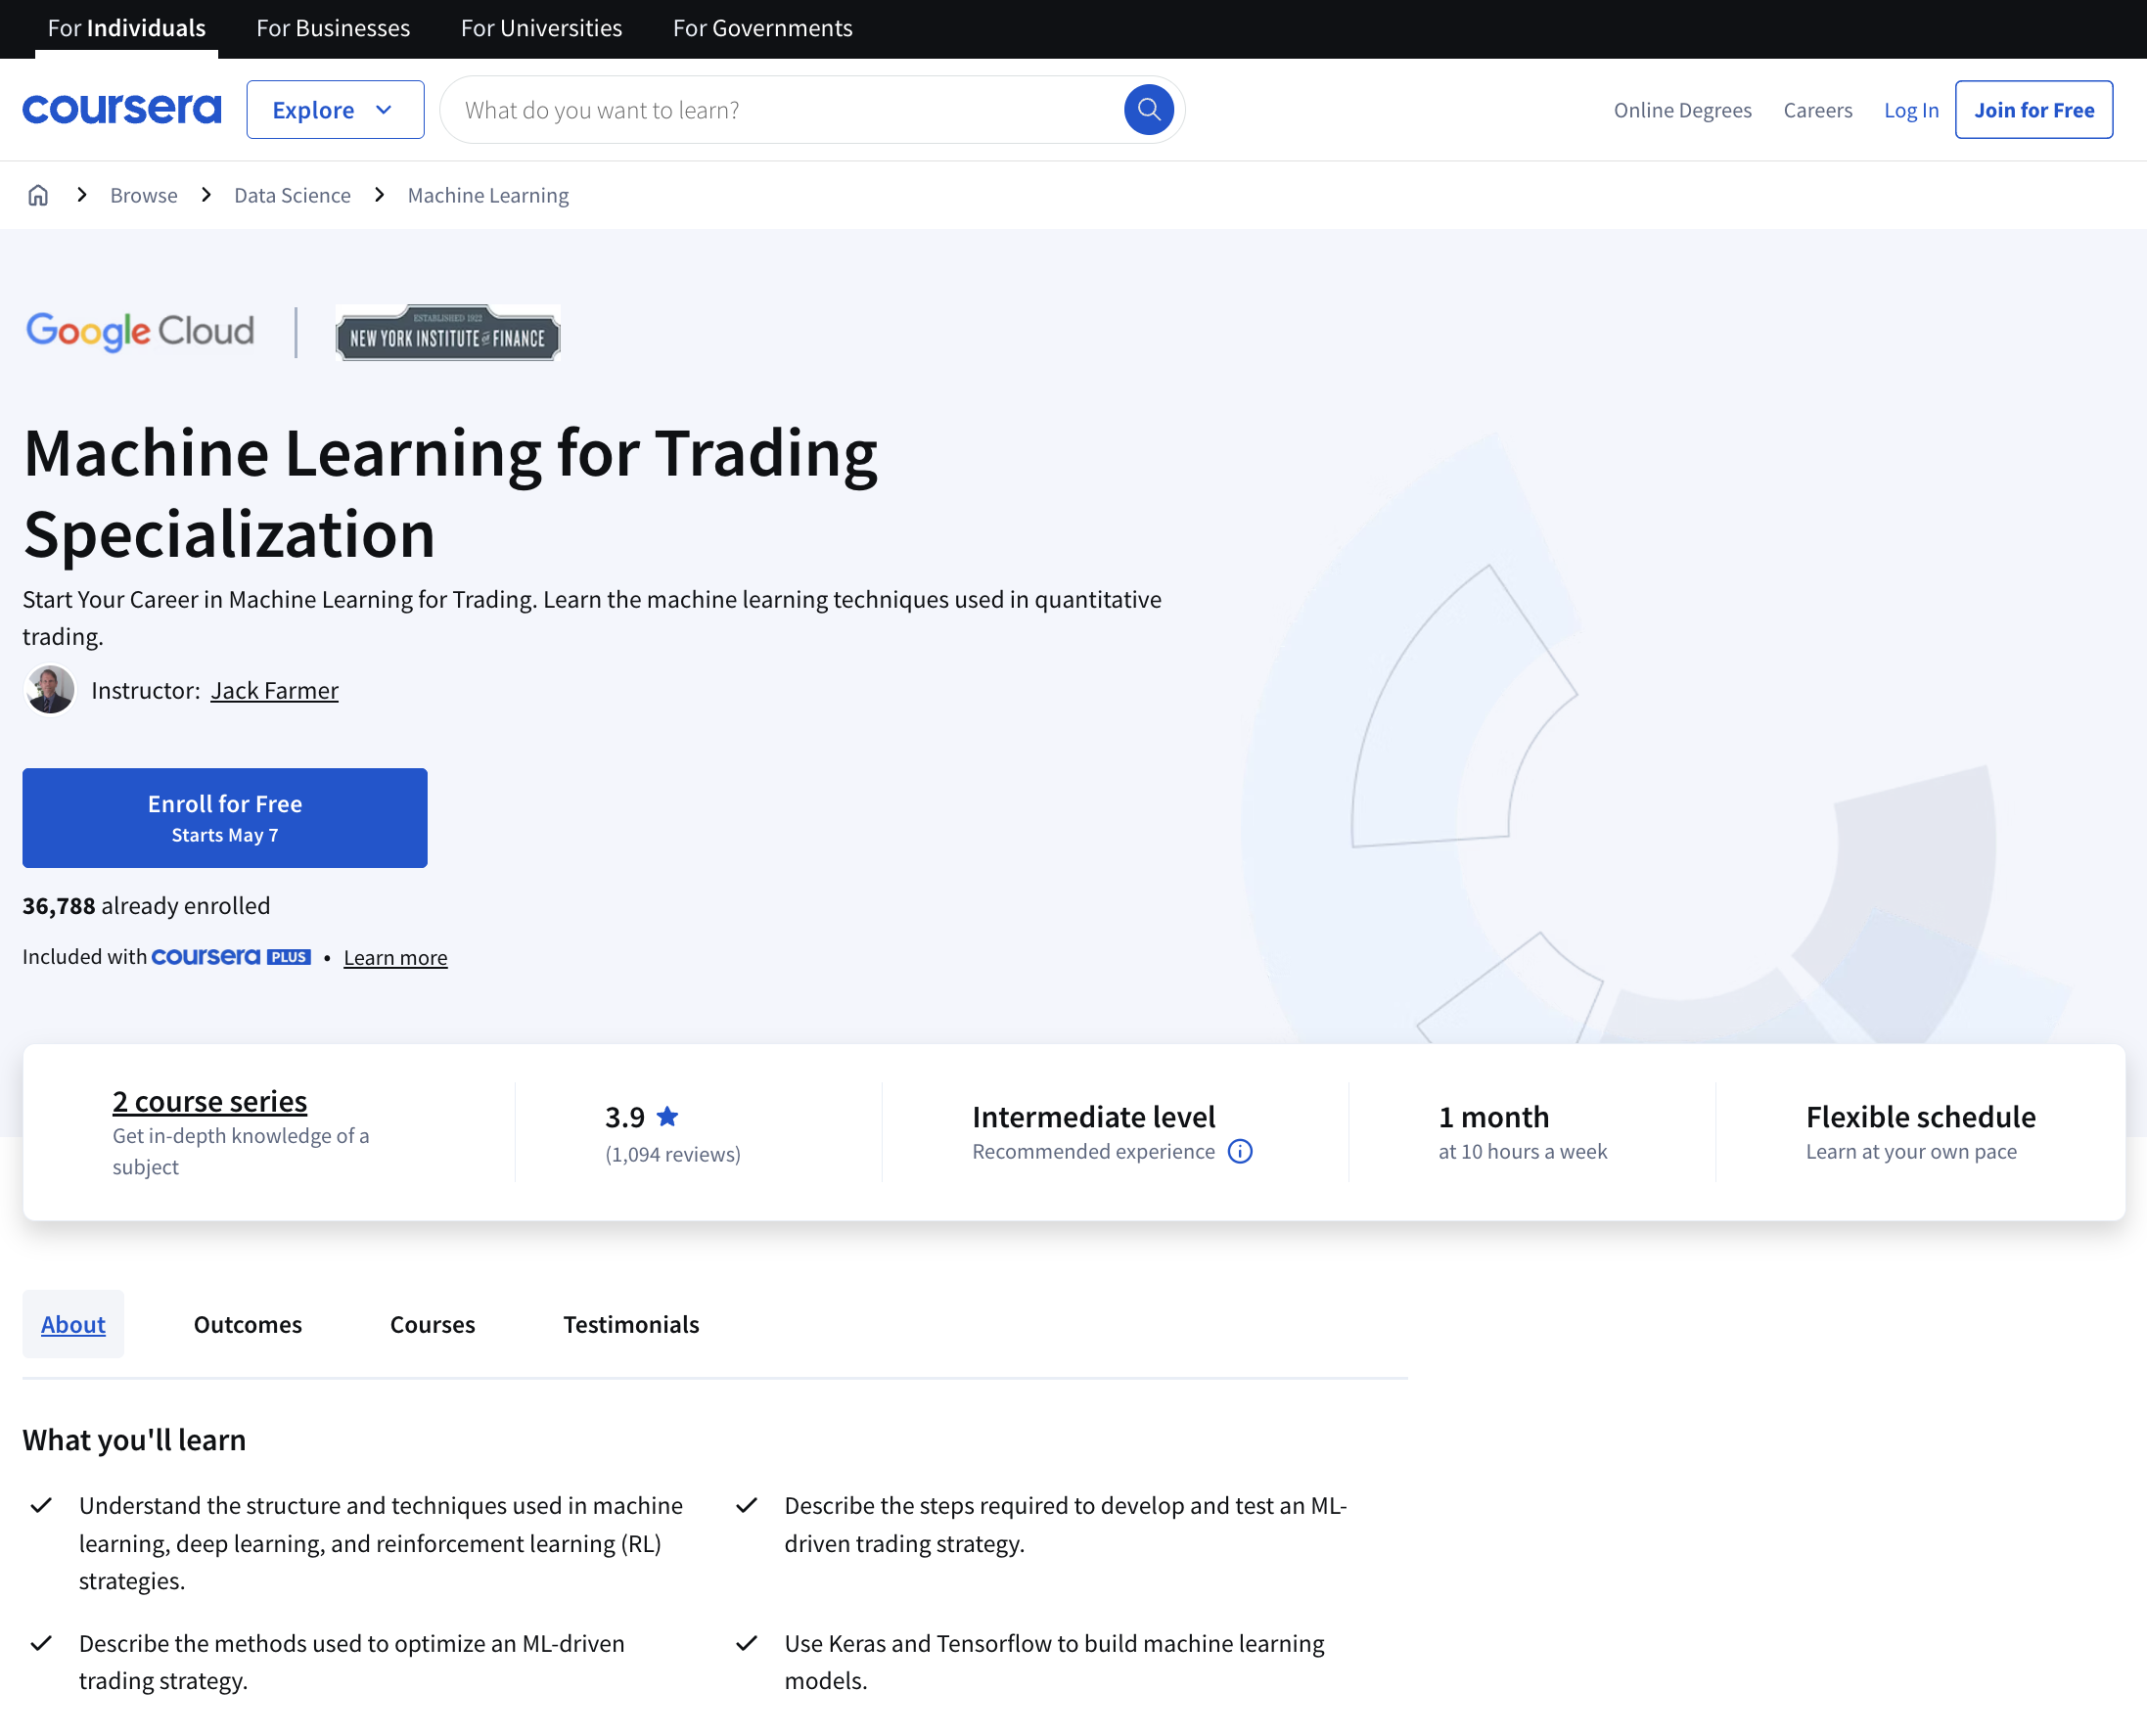 For Individuals
For Businesses
For Universities
For Governments
coursera
Explore
What do you want to learn?
Online Degrees
Careers
Log In
Join for Free
Browse
Data Science
Machine Learning
Google Cloud
ESTABLISHED 1922
NEW YORK INSTITUTE OF FINANCE
Machine Learning for Trading
Specialization
Start Your Career in Machine Learning for Trading. Learn the machine learning techniques used in quantitative
trading.
Instructor: Jack Farmer
Enroll for Free
Starts May 7
36,788 already enrolled
Included with coursera PLUS • Learn more
2 course series
Get in-depth knowledge of a
subject
3.9
(1,094 reviews)
Intermediate level
Recommended experience
1 month
at 10 hours a week
Flexible schedule
Learn at your own pace
About
Outcomes
Courses
Testimonials
What you'll learn
Understand the structure and techniques used in machine
learning, deep learning, and reinforcement learning (RL)
strategies.
Describe the steps required to develop and test an ML-
driven trading strategy.
Describe the methods used to optimize an ML-driven
trading strategy.
Use Keras and Tensorflow to build machine learning
models.